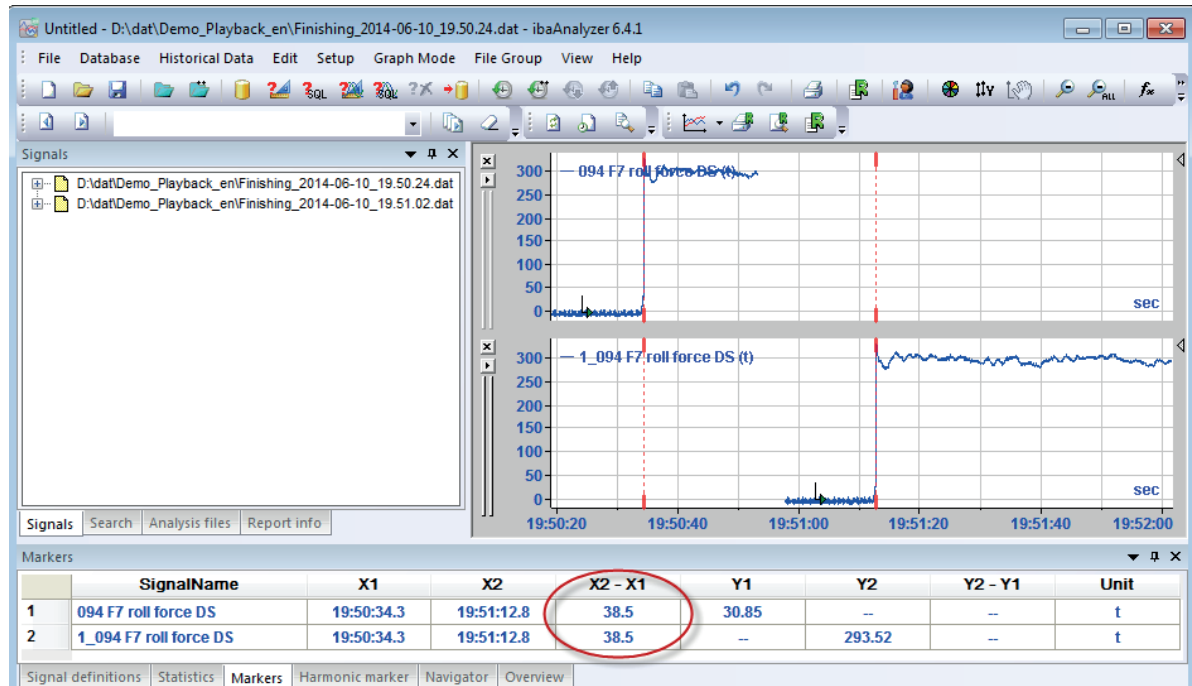 Untitled - D:\dat\Demo_Playback_en\Finishing_2014-06-10_19.50.24.dat - ibaAnalyzer 6.4.1
File Database Historical Data Edit Setup Graph Mode File Group View Help
?SQL ?SQL ALL fx
Signals
D:\dat\Demo_Playback_en\Finishing_2014-06-10_19.50.24.dat
D:\dat\Demo_Playback_en\Finishing_2014-06-10_19.51.02.dat
Signals Search Analysis files Report info
300 094 F7 roll force DS (t)
250
200
150
100
50
0 sec
300 1_094 F7 roll force DS (t)
250
200
150
100
50
0 sec
19:50:20 19:50:40 19:51:00 19:51:20 19:51:40 19:52:00
Markers
SignalName X1 X2 X2 - X1 Y1 Y2 Y2 - Y1 Unit
1 094 F7 roll force DS 19:50:34.3 19:51:12.8 38.5 30.85 -- -- t
2 1_094 F7 roll force DS 19:50:34.3 19:51:12.8 38.5 -- 293.52 -- t
Signal definitions Statistics Markers Harmonic marker Navigator Overview